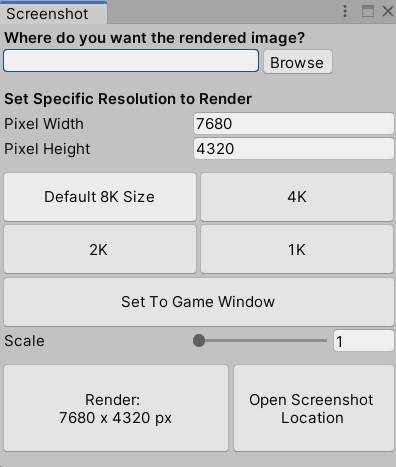 Screenshot
Where do you want the rendered image?
Browse
Set Specific Resolution to Render
Pixel Width 7680
Pixel Height 4320
Default 8K Size 4K
2K 1K
Set To Game Window
Scale 1
Render:
7680 x 4320 px
Open Screenshot
Location